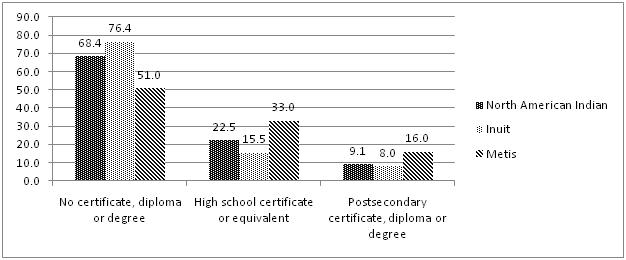 90.0
80.0
70.0
60.0
50.0
40.0
30.0
20.0
10.0
0.0
68.4
76.4
51.0
22.5
15.5
33.0
9.1
8.0
16.0
No certificate, diploma
or degree
High school certificate
or equivalent
Postsecondary
certificate, diploma or
degree
North American Indian
Inuit
Metis